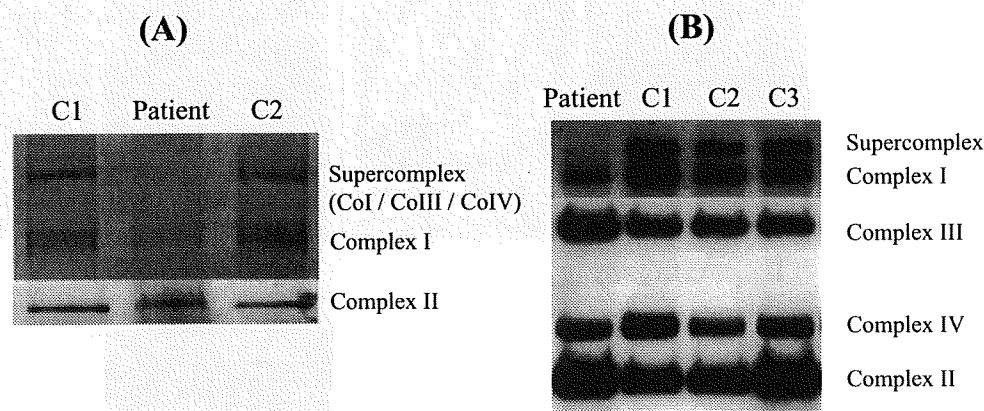 (A)
C1 Patient C2
Supercomplex
(CoI / CoIII / CoIV)
Complex I
Complex II
(B)
Patient C1 C2 C3
Supercomplex
Complex I
Complex III
Complex IV
Complex II